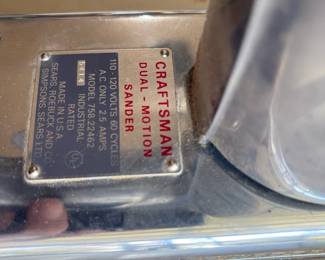 CRAFTSMAN
DUAL - MOTION
SANDER
110 - 120 VOLTS 60 CYCLES
A.C. ONLY 2.5 AMPS.
MODEL 758.22462
INDUSTRIAL
RATED
MADE IN U.S.A.
SEARS, ROEBUCK AND CO.
SIMPSONS-SEARS LTD.